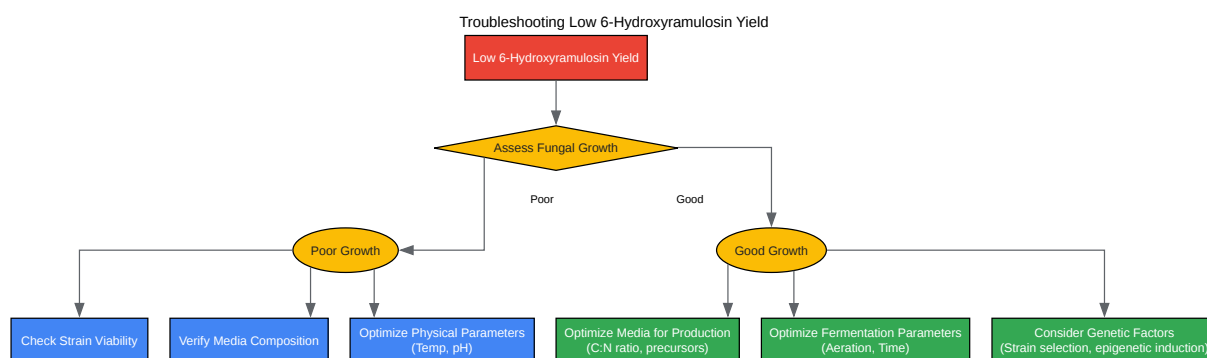 Troubleshooting Low 6-Hydroxyramulosin Yield
Low 6-Hydroxyramulosin Yield
Assess Fungal Growth
Poor
Good
Poor Growth
Good Growth
Check Strain Viability
Verify Media Composition
Optimize Physical Parameters
(Temp, pH)
Optimize Media for Production
(C:N ratio, precursors)
Optimize Fermentation Parameters
(Aeration, Time)
Consider Genetic Factors
(Strain selection, epigenetic induction)